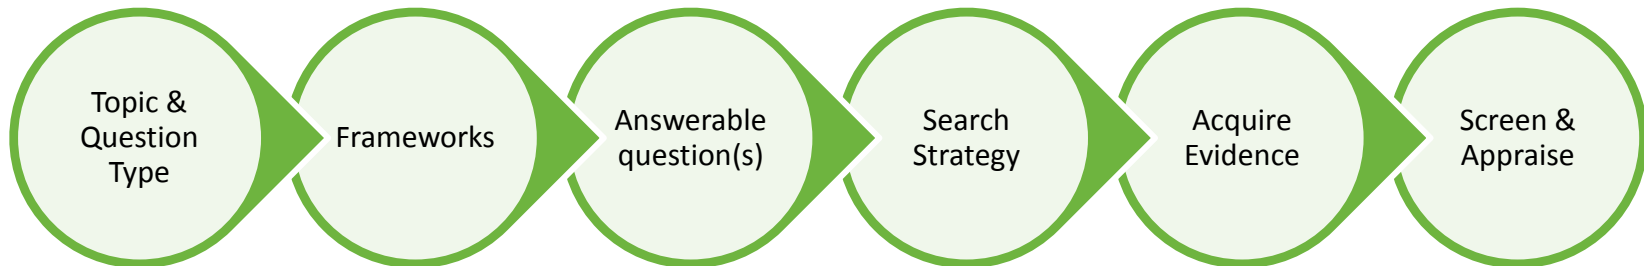 Topic &
Question
Type
Frameworks
Answerable
question(s)
Search
Strategy
Acquire
Evidence
Screen &
Appraise